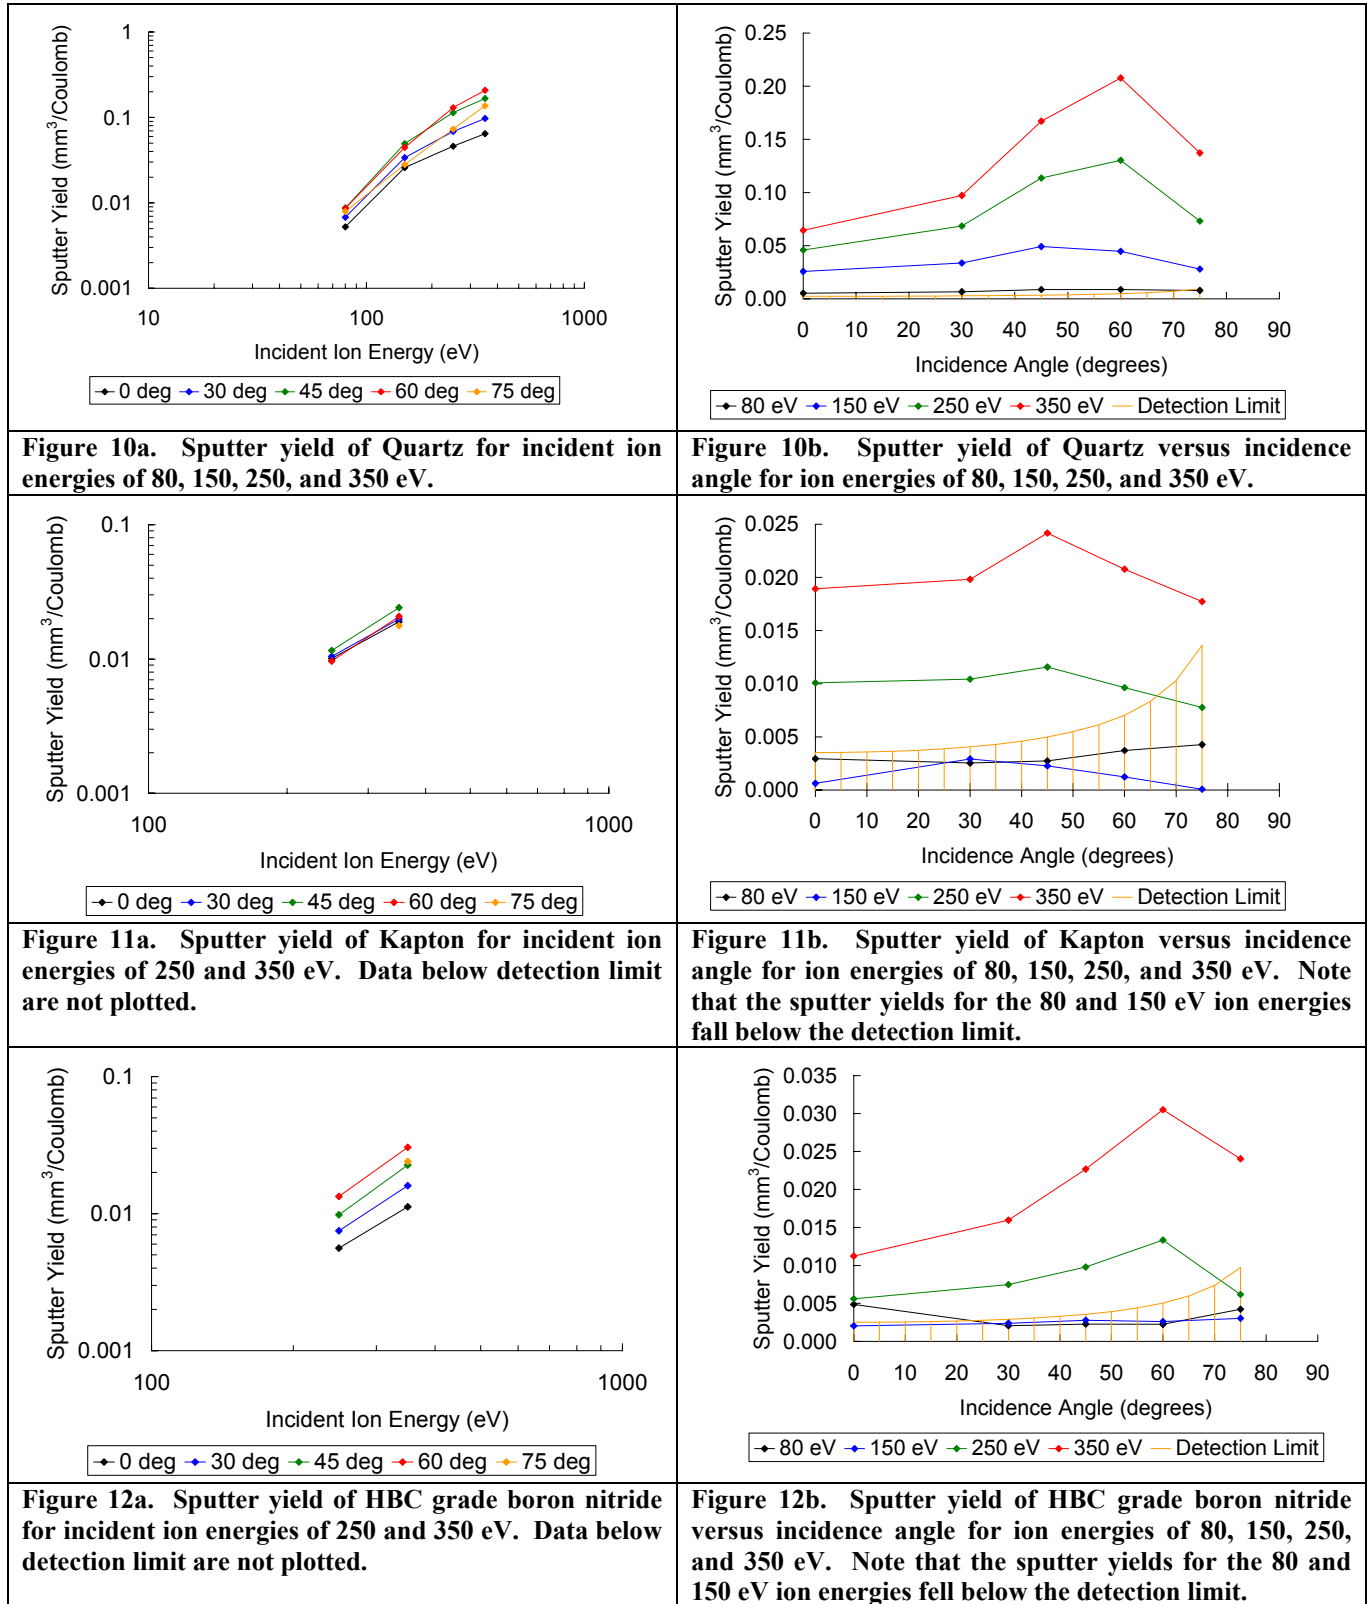 1
0.1
0.01
0.001
10
100
1000
Sputter Yield (mm³/Coulomb)
Incident Ion Energy (eV)
0 deg 30 deg 45 deg 60 deg 75 deg
Figure 10a. Sputter yield of Quartz for incident ion
energies of 80, 150, 250, and 350 eV.
0.25
0.20
0.15
0.10
0.05
0.00
0 10 20 30 40 50 60 70 80 90
Sputter Yield (mm³/Coulomb)
Incidence Angle (degrees)
80 eV 150 eV 250 eV 350 eV Detection Limit
Figure 10b. Sputter yield of Quartz versus incidence
angle for ion energies of 80, 150, 250, and 350 eV.
0.1
0.01
0.001
100
1000
Sputter Yield (mm³/Coulomb)
Incident Ion Energy (eV)
0 deg 30 deg 45 deg 60 deg 75 deg
Figure 11a. Sputter yield of Kapton for incident ion
energies of 250 and 350 eV. Data below detection limit
are not plotted.
0.025
0.020
0.015
0.010
0.005
0.000
0 10 20 30 40 50 60 70 80 90
Sputter Yield (mm³/Coulomb)
Incidence Angle (degrees)
80 eV 150 eV 250 eV 350 eV Detection Limit
Figure 11b. Sputter yield of Kapton versus incidence
angle for ion energies of 80, 150, 250, and 350 eV. Note
that the sputter yields for the 80 and 150 eV ion energies
fall below the detection limit.
0.1
0.01
0.001
100
1000
Sputter Yield (mm³/Coulomb)
Incident Ion Energy (eV)
0 deg 30 deg 45 deg 60 deg 75 deg
Figure 12a. Sputter yield of HBC grade boron nitride
for incident ion energies of 250 and 350 eV. Data below
detection limit are not plotted.
0.035
0.030
0.025
0.020
0.015
0.010
0.005
0.000
0 10 20 30 40 50 60 70 80 90
Sputter Yield (mm³/Coulomb)
Incidence Angle (degrees)
80 eV 150 eV 250 eV 350 eV Detection Limit
Figure 12b. Sputter yield of HBC grade boron nitride
versus incidence angle for ion energies of 80, 150, 250,
and 350 eV. Note that the sputter yields for the 80 and
150 eV ion energies fell below the detection limit.